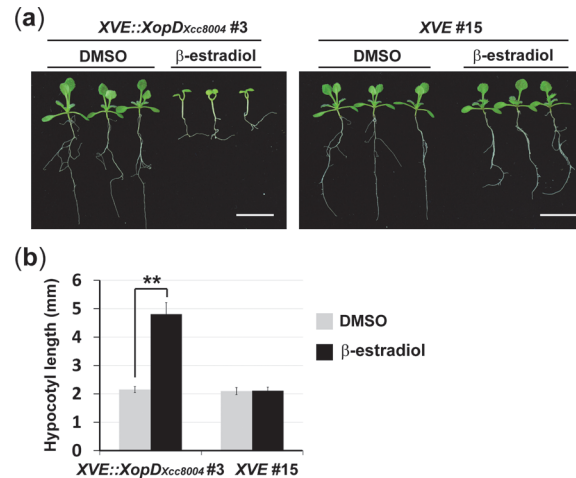 (a)
XVE::XopDXcc8004 #3
XVE #15
DMSO
β-estradiol
DMSO
β-estradiol
(b)
Hypocotyl length (mm)
6
5
4
3
2
1
0
**
DMSO
β-estradiol
XVE::XopDXcc8004 #3
XVE #15